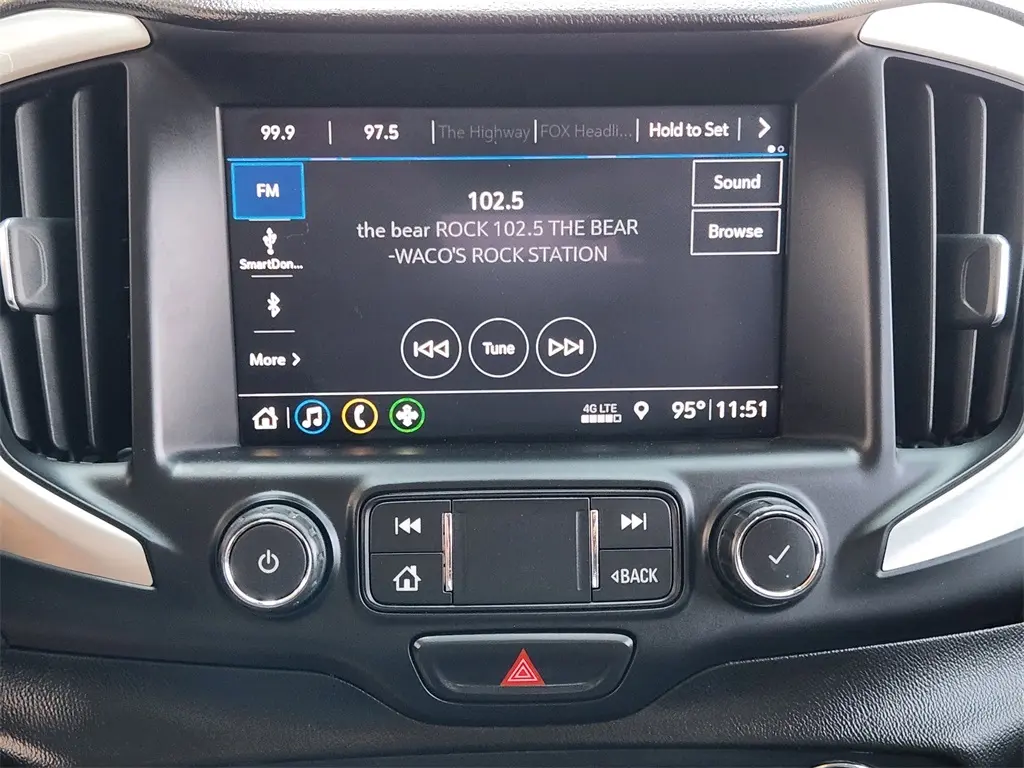 99.9 | 97.5 | The Highway | FOX Headli... | Hold to Set |
FM
102.5
Sound
the bear ROCK 102.5 THE BEAR
-WACO'S ROCK STATION
Browse
SmartDon...
More
Tune
4G LTE
95° | 11:51
BACK